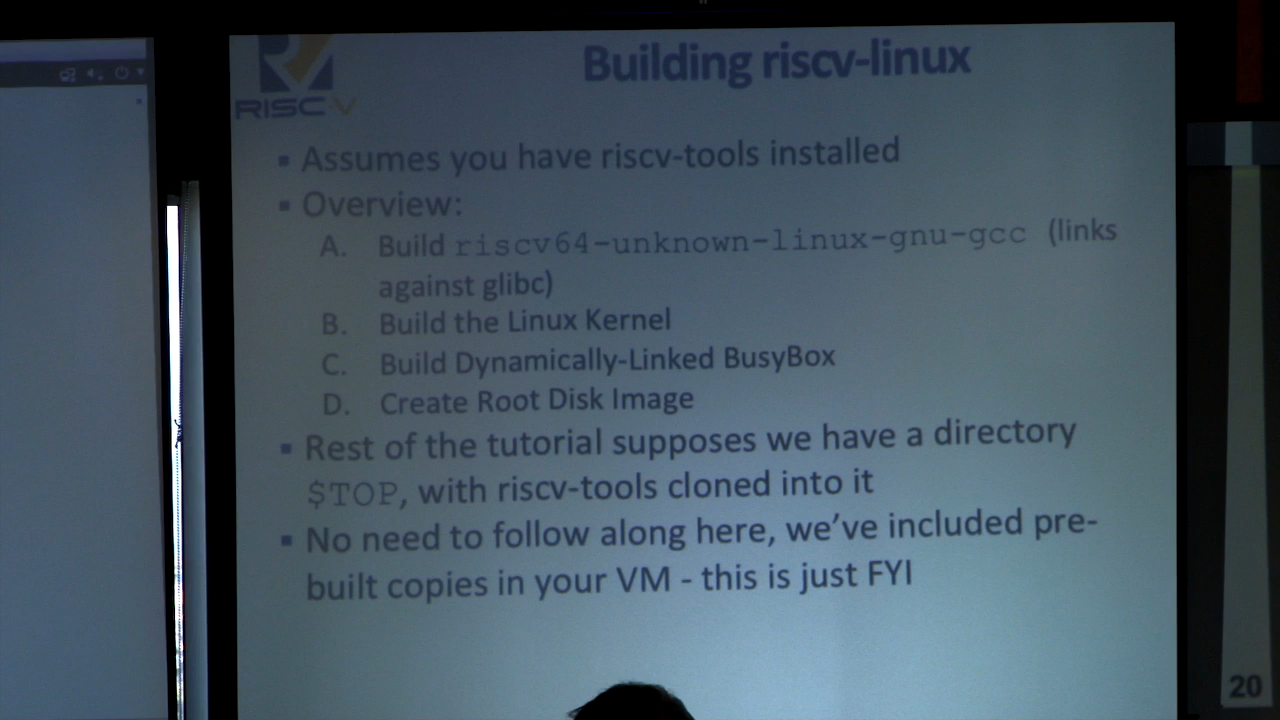 RISC V
Building riscv-linux
▪ Assumes you have riscv-tools installed
▪ Overview:
A. Build riscv64-unknown-linux-gnu-gcc (links
against glibc)
B. Build the Linux Kernel
C. Build Dynamically-Linked BusyBox
D. Create Root Disk Image
▪ Rest of the tutorial supposes we have a directory
$TOP, with riscv-tools cloned into it
▪ No need to follow along here, we've included pre-
built copies in your VM - this is just FYI
20